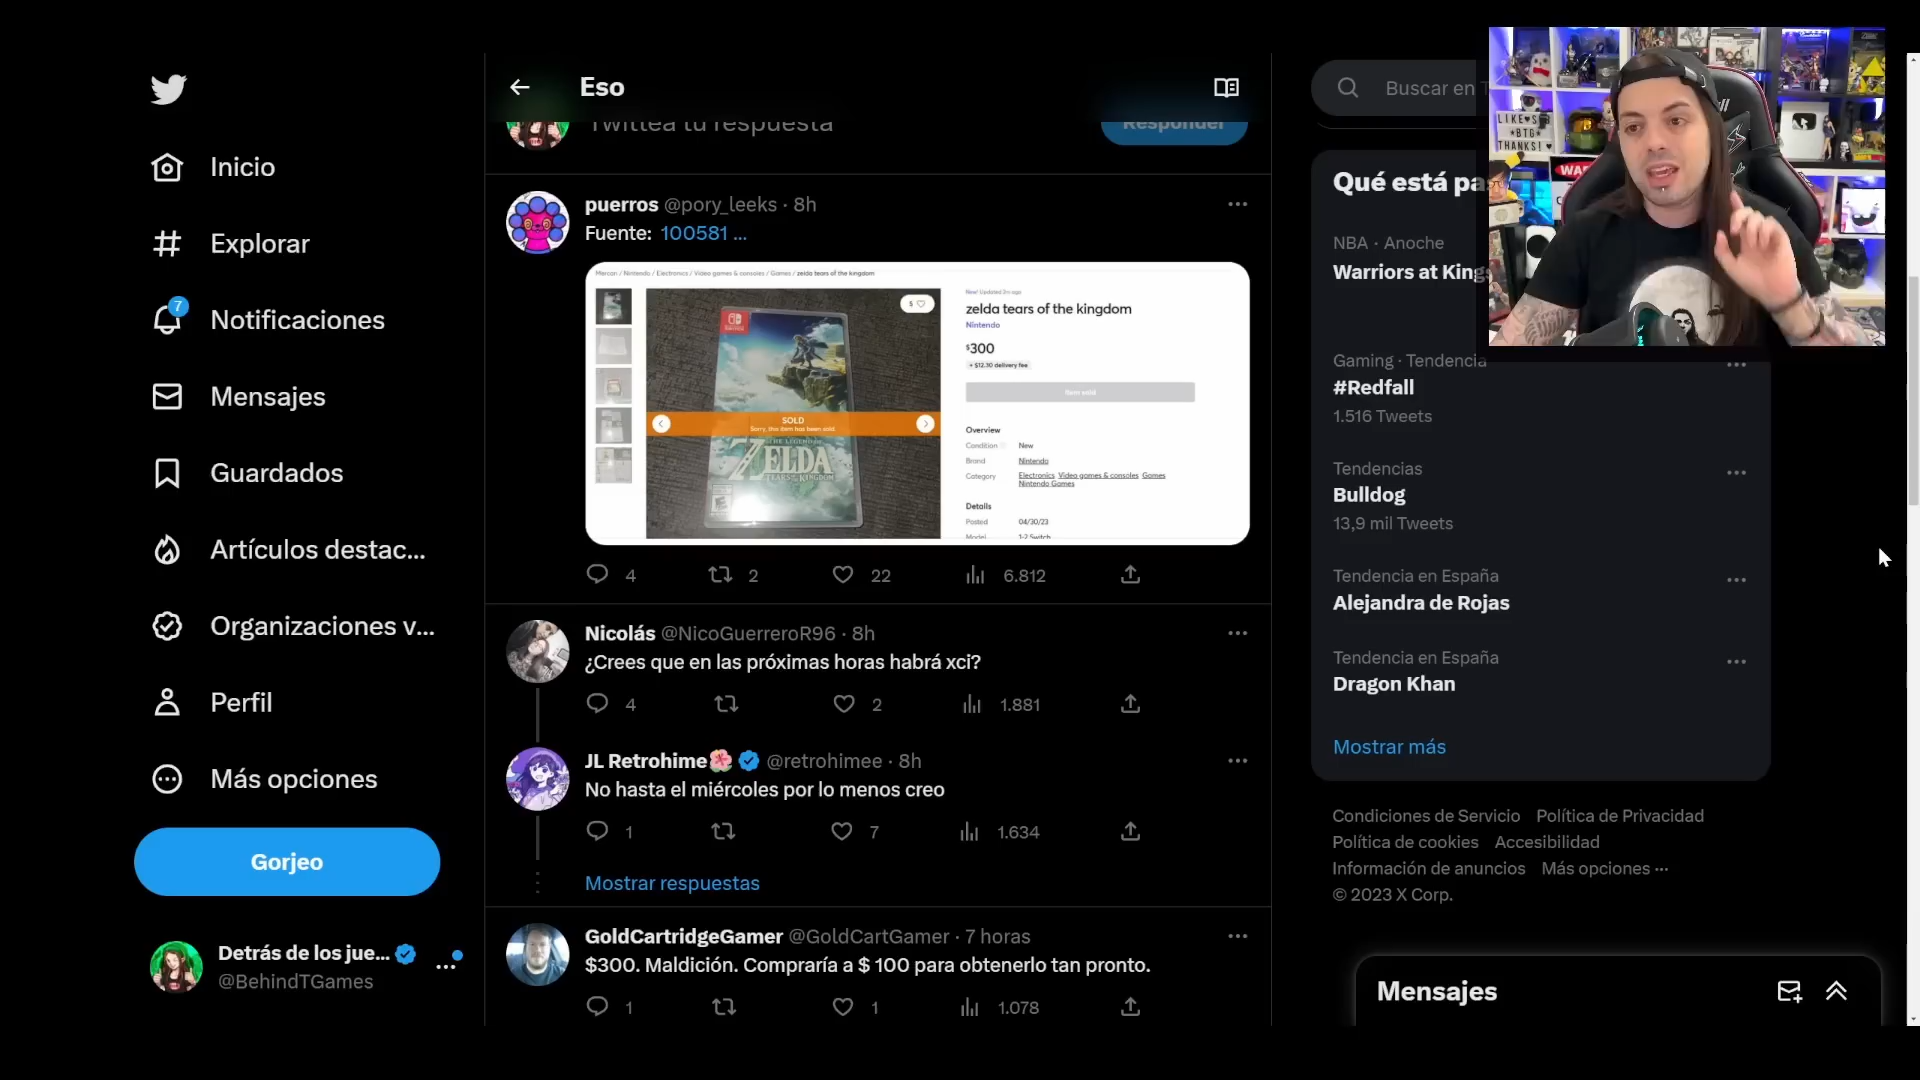 Inicio
Explorar
7
Notificaciones
Mensajes
Guardados
Artículos destac...
Organizaciones v...
Perfil
Más opciones
Gorjeo
Detrás de los jue...
@BehindTGames
Eso
Twittea tu respuesta
Responder
puerros @pory_leeks · 8h
Fuente: 100581 ...
Mercari / Nintendo / Electronics / Video games & consoles / Games / zelda tears of the kingdom
SOLD
Sorry, this item has been sold.
THE LEGEND OF
ZELDA
TEARS OF THE KINGDOM
zelda tears of the kingdom
Nintendo
$300
+ $12.30 delivery fee
Item sold
Overview
Condition New
Brand Nintendo
Category Electronics Video games & consoles Games
Nintendo Games
Details
Posted 04/30/23
Model 1-2 Switch
4 2 22 6.812
Nicolás @NicoGuerreroR96 · 8h
¿Crees que en las próximas horas habrá xci?
4 2 1.881
JL Retrohime @retrohimee · 8h
No hasta el miércoles por lo menos creo
1 7 1.634
Mostrar respuestas
GoldCartridgeGamer @GoldCartGamer · 7 horas
$300. Maldición. Compraría a $ 100 para obtenerlo tan pronto.
1 1 1.078
Buscar en T
Qué está pa
NBA · Anoche
Warriors at Kings
Gaming · Tendencia
#Redfall
1.516 Tweets
Tendencias
Bulldog
13,9 mil Tweets
Tendencia en España
Alejandra de Rojas
Tendencia en España
Dragon Khan
Mostrar más
Condiciones de Servicio Política de Privacidad
Política de cookies Accesibilidad
Información de anuncios Más opciones ...
© 2023 X Corp.
Mensajes
LIKE♥S
*BTG*
THANKS! ♥